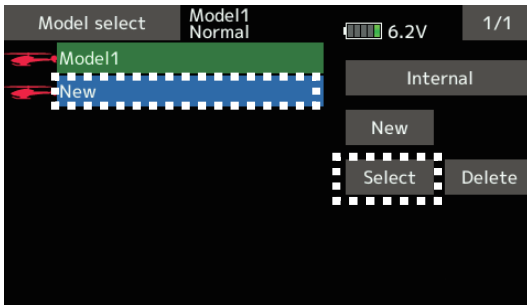 Model select
Model1
Normal
6.2V
1/1
Model1
New
Internal
New
Select
Delete